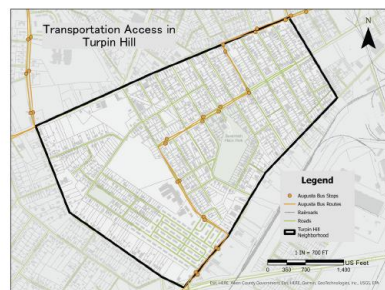 Transportation Access in
Turpin Hill
N
Legend
Augusta Bus Stops
Augusta Bus Routes
Railroads
Roads
Turpin Hill
Neighborhood
1 IN = 700 FT
US Feet
0 350 700 1,400